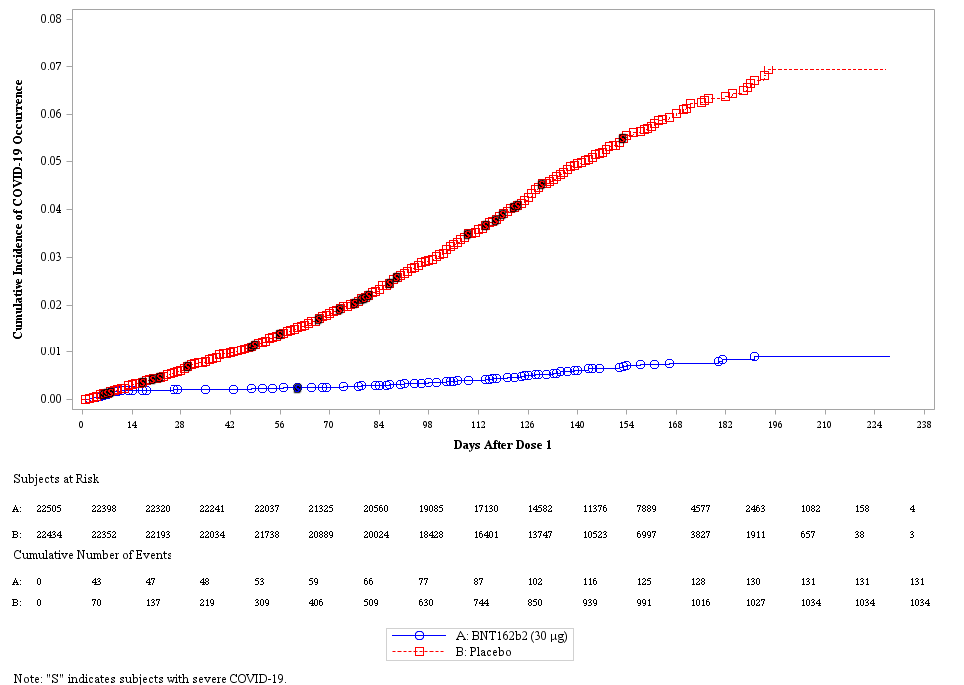 0.08
0.07
0.06
0.05
0.04
0.03
0.02
0.01
0.00
Cumulative Incidence of COVID-19 Occurrence
0 14 28 42 56 70 84 98 112 126 140 154 168 182 196 210 224 238
Days After Dose 1
Subjects at Risk
A: 22505 22398 22320 22241 22037 21325 20560 19085 17130 14582 11376 7889 4577 2463 1082 158 4
B: 22434 22352 22193 22034 21738 20889 20024 18428 16401 13747 10523 6997 3827 1911 657 38 3
Cumulative Number of Events
A: 0 43 47 48 53 59 66 77 87 102 116 125 128 130 131 131 131
B: 0 70 137 219 309 406 509 630 744 850 939 991 1016 1027 1034 1034 1034
A: BNT162b2 (30 µg)
B: Placebo
Note: "S" indicates subjects with severe COVID-19.